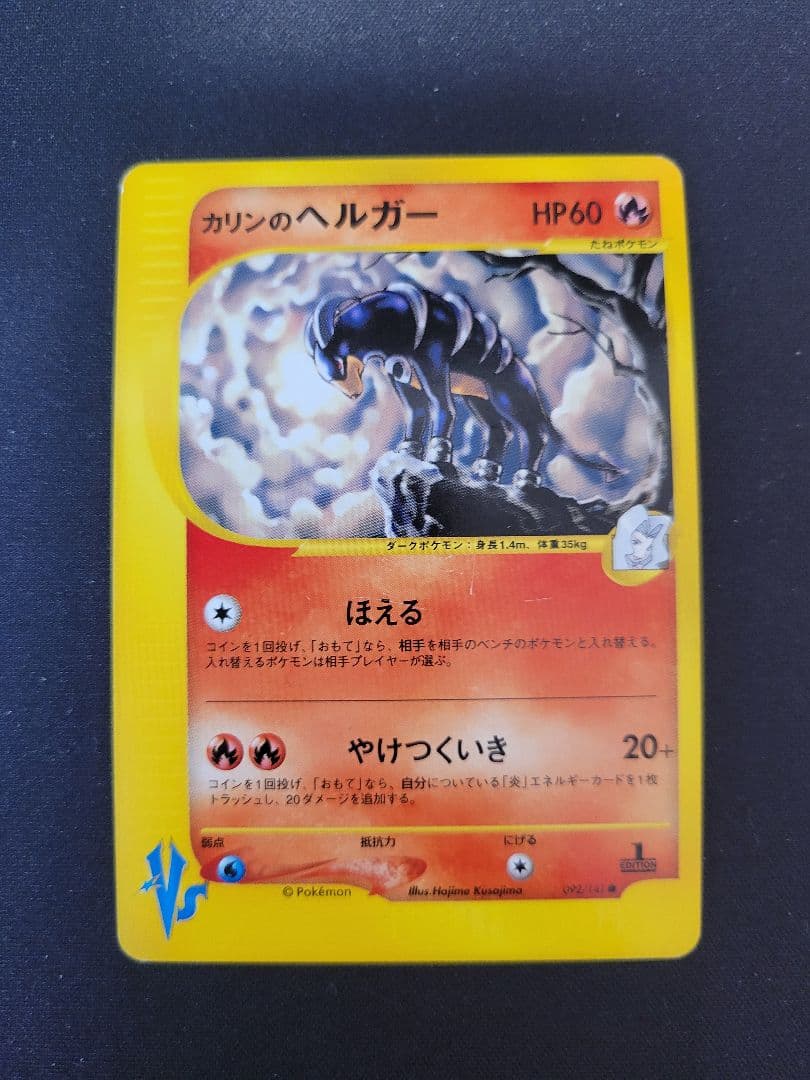 カリンのヘルガー HP60
たねポケモン
ダークポケモン：身長1.4m、体重35kg
ほえる
コインを1回投げ、「おもて」なら、相手を相手のベンチのポケモンと入れ替える。
入れ替えるポケモンは相手プレイヤーが選ぶ。
やけつくいき 20+
コインを1回投げ、「おもて」なら、自分についている「炎」エネルギーカードを1枚
トラッシュし、20ダメージを追加する。
弱点 抵抗力 にげる
1
EDITION
VS
© Pokémon Illus.Hajime Kusajima 092/141